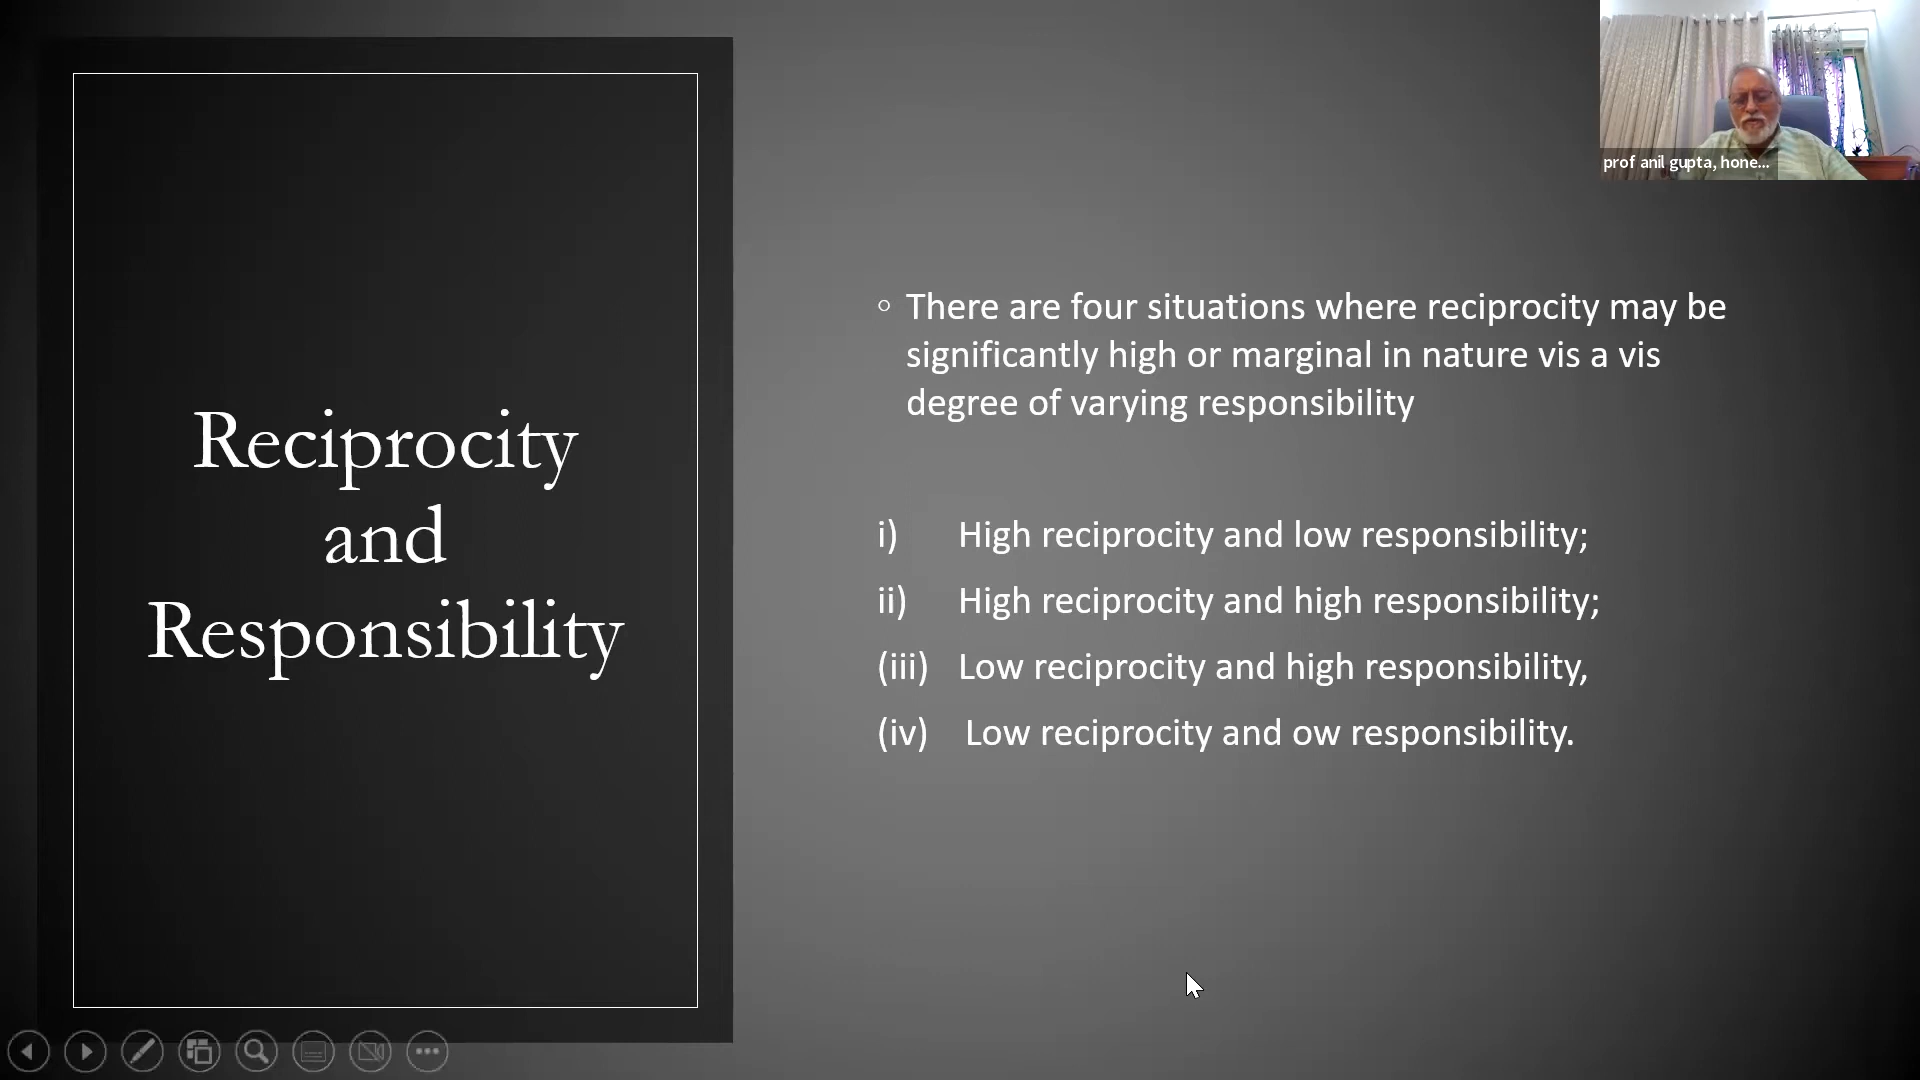 Reciprocity
and
Responsibility
◦ There are four situations where reciprocity may be
significantly high or marginal in nature vis a vis
degree of varying responsibility
i) High reciprocity and low responsibility;
ii) High reciprocity and high responsibility;
(iii) Low reciprocity and high responsibility,
(iv) Low reciprocity and ow responsibility.
prof anil gupta, hone...